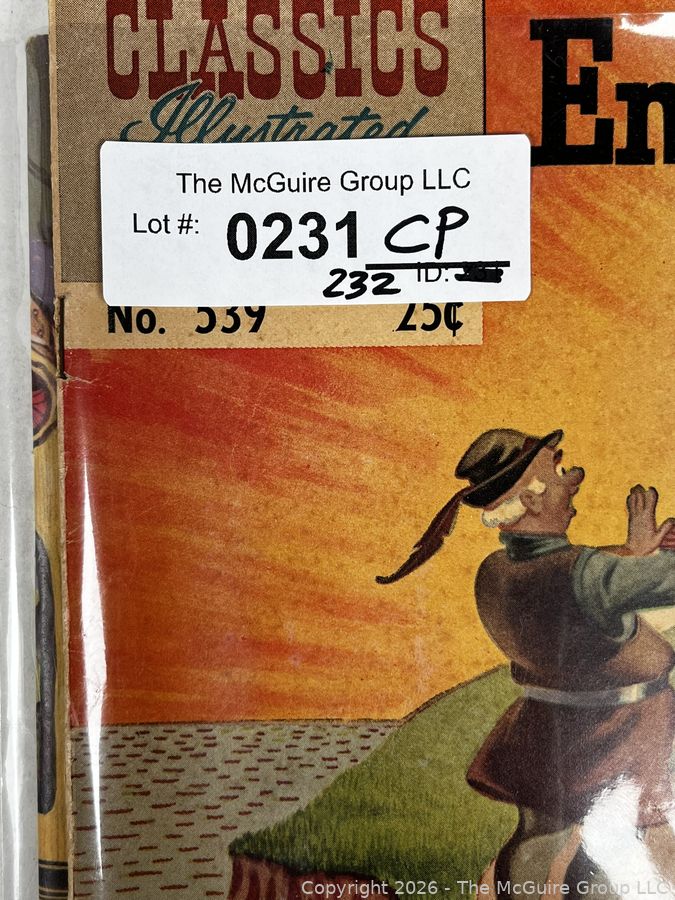 CLASSICS
Illustrated
En
The McGuire Group LLC
Lot #: 0231 CP
232 ID:
No. 539 25¢
Copyright 2026 - The McGuire Group LLC